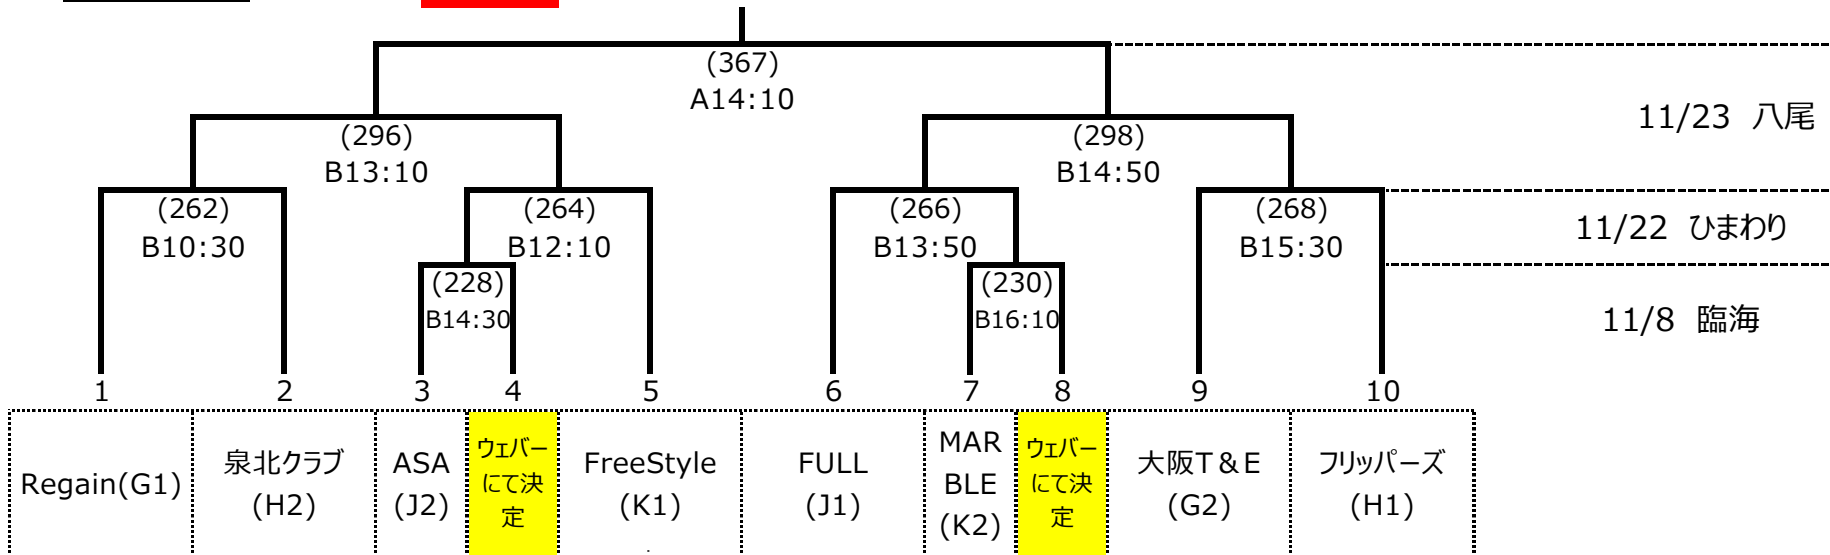 (367)
A14:10
11/23 八尾
(296)
B13:10
(298)
B14:50
(262)
B10:30
(264)
B12:10
(266)
B13:50
(268)
B15:30
11/22 ひまわり
(228)
B14:30
(230)
B16:10
11/8 臨海
1 2 3 4 5 6 7 8 9 10
Regain(G1)
泉北クラブ
(H2)
ASA
(J2)
ウェバー
にて決
定
FreeStyle
(K1)
FULL
(J1)
MAR
BLE
(K2)
ウェバー
にて決
定
大阪T＆E
(G2)
フリッパーズ
(H1)